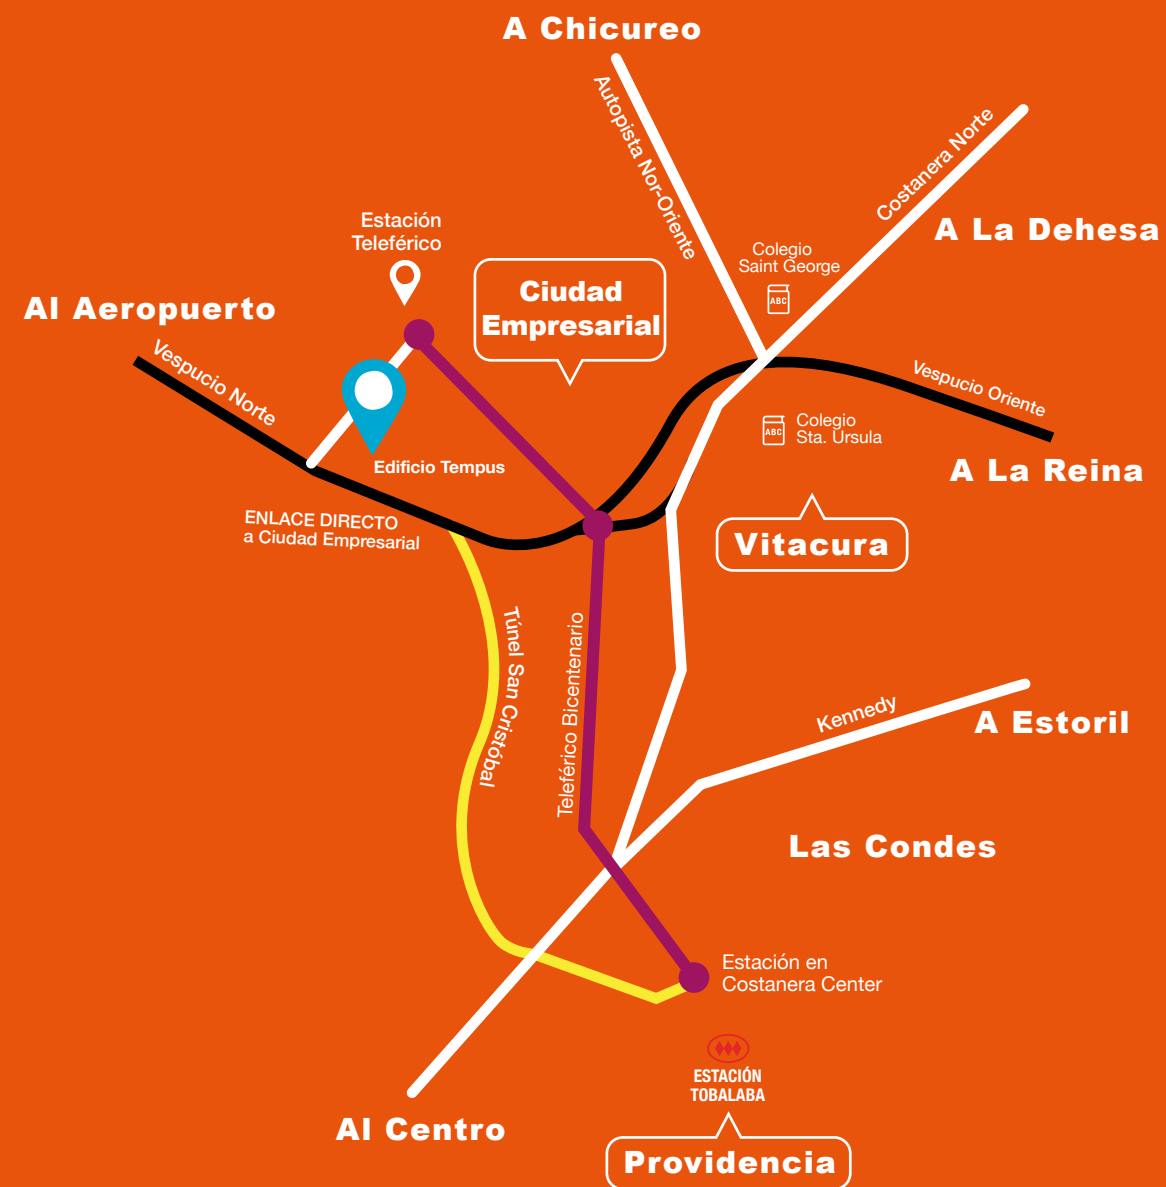 A Chicureo
Autopista Nor-Oriente
Costanera Norte
A La Dehesa
Estación
Teleférico
Colegio
Saint George
ABC
Ciudad
Empresarial
Al Aeropuerto
Vespucio Norte
Vespucio Oriente
Colegio
Sta. Ursula
ABC
A La Reina
Edificio Tempus
ENLACE DIRECTO
a Ciudad Empresarial
Vitacura
Túnel San Cristóbal
Teleférico Bicentenario
Kennedy
A Estoril
Las Condes
Estación en
Costanera Center
ESTACIÓN
TOBALABA
Al Centro
Providencia